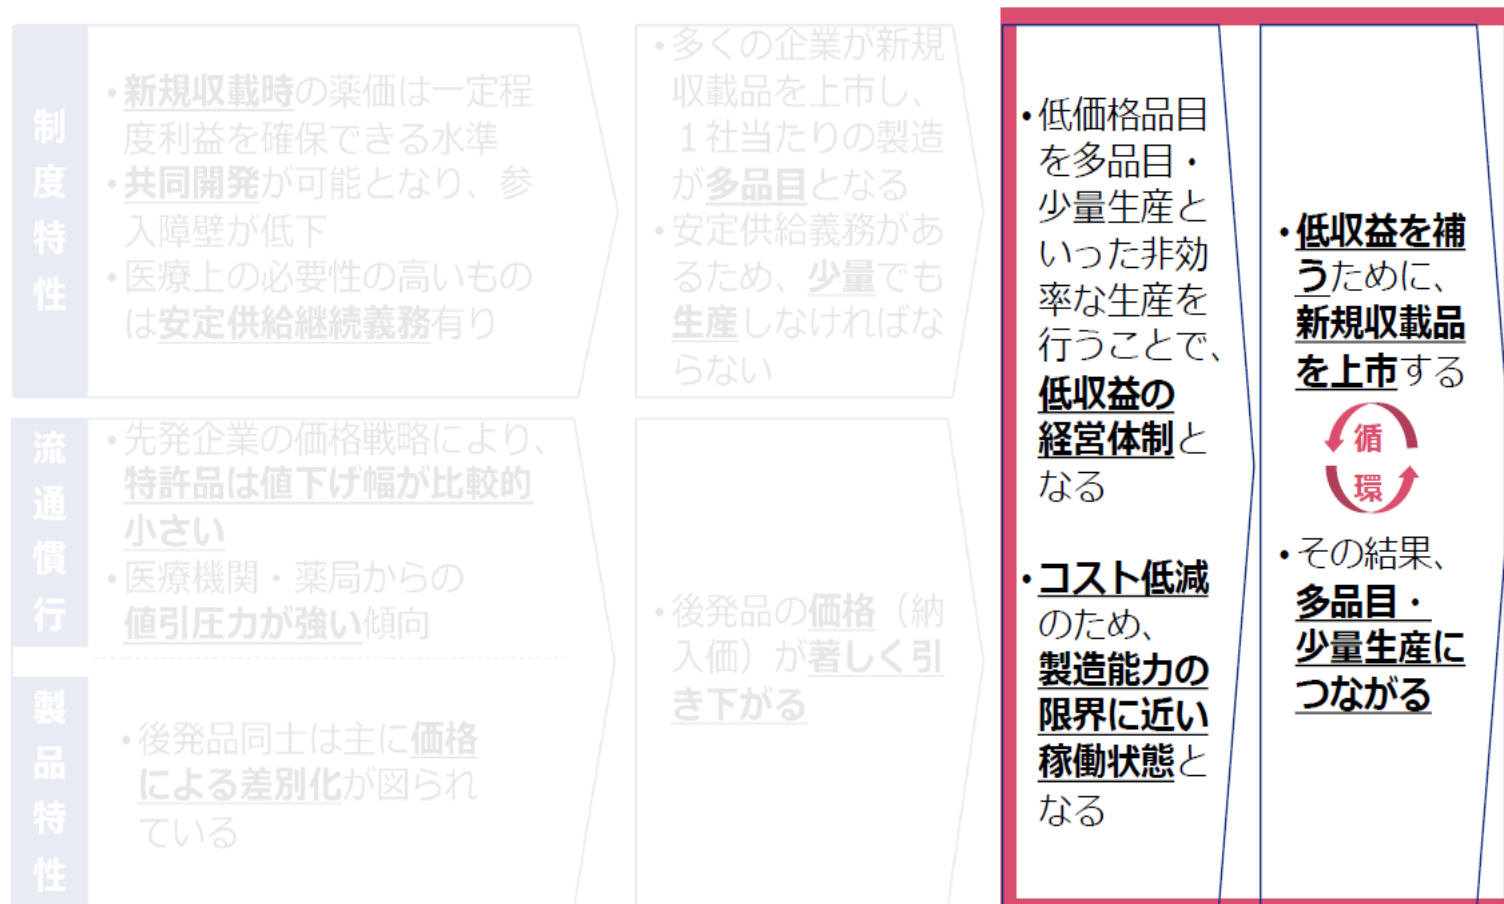 制度特性
・新規収載時の薬価は一定程
度利益を確保できる水準
・共同開発が可能となり、参
入障壁が低下
・医療上の必要性の高いもの
は安定供給継続義務有り
・多くの企業が新規
収載品を上市し、
１社当たりの製造
が多品目となる
・安定供給義務があ
るため、少量でも
生産しなければな
らない
流通慣行
・先発企業の価格戦略により、
特許品は値下げ幅が比較的
小さい
・医療機関・薬局からの
値引圧力が強い傾向
製品特性
・後発品同士は主に価格
による差別化が図られ
ている
・後発品の価格（納
入価）が著しく引
き下がる
・低価格品目
を多品目・
少量生産と
いった非効
率な生産を
行うことで、
低収益の
経営体制と
なる
・コスト低減
のため、
製造能力の
限界に近い
稼働状態と
なる
・低収益を補
うために、
新規収載品
を上市する
循
環
・その結果、
多品目・
少量生産に
つながる